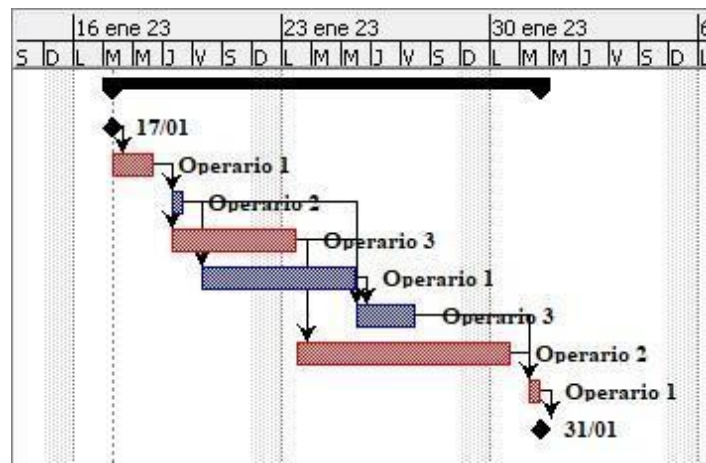 16 ene 23 23 ene 23 30 ene 23 6
S D L M M J V S D L M M J V S D L M M J V S D L
17/01
Operario 1
Operario 2
Operario 3
Operario 1
Operario 3
Operario 2
Operario 1
31/01